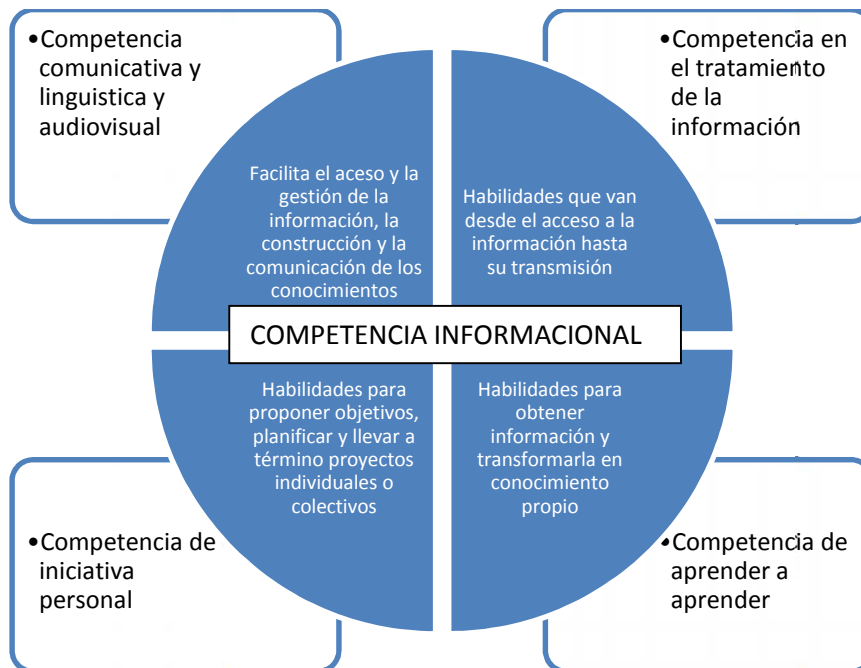 •Competencia
comunicativa y
linguistica y
audiovisual
•Competencia en
el tratamiento
de la
información
Facilita el aceso y la
gestión de la
información, la
construcción y la
comunicación de los
conocimientos
Habilidades que van
desde el acceso a la
información hasta
su transmisión
COMPETENCIA INFORMACIONAL
Habilidades para
proponer objetivos,
planificar y llevar a
término proyectos
individuales o
colectivos
Habilidades para
obtener
información y
transformarla en
conocimiento
propio
•Competencia de
iniciativa
personal
•Competencia de
aprender a
aprender